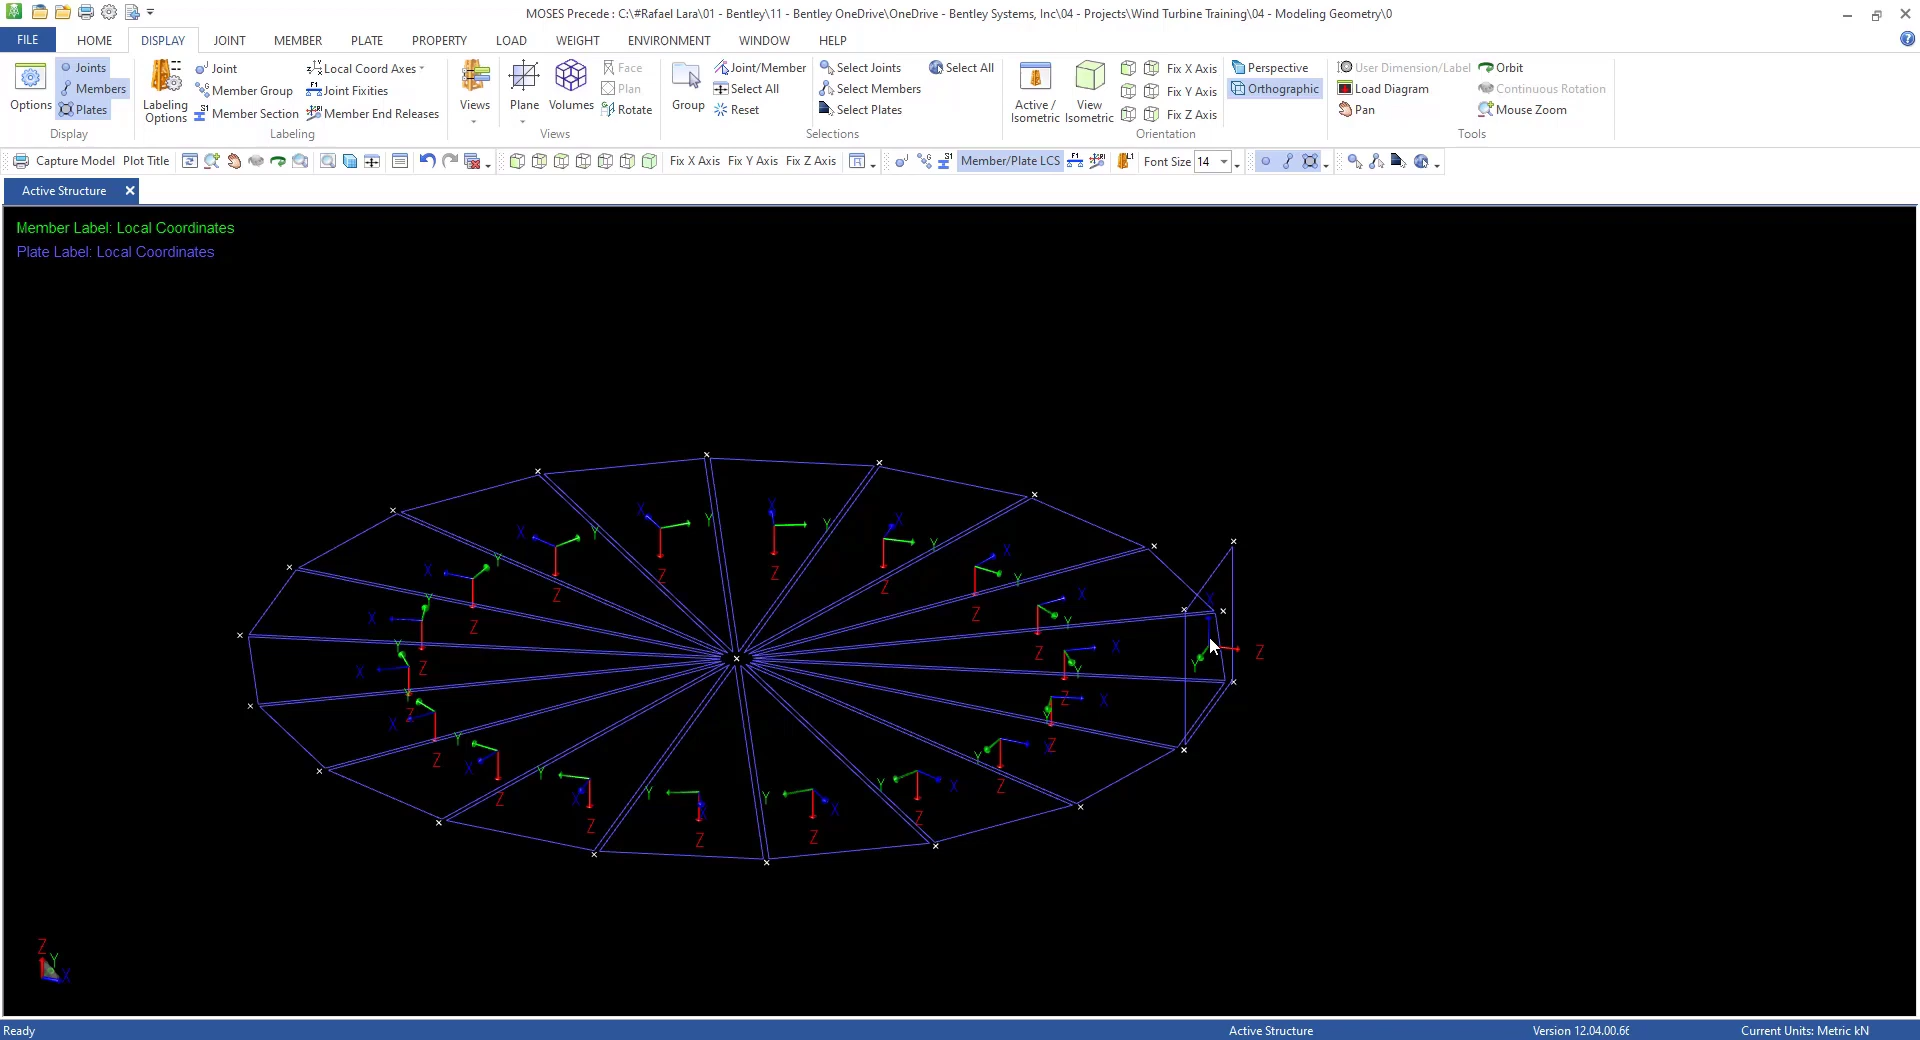 MOSES Precede : C:\#Rafael Lara\01 - Bentley\11 - Bentley OneDrive\OneDrive - Bentley Systems, Inc\04 - Projects\Wind Turbine Training\04 - Modeling Geometry\0
FILE HOME DISPLAY JOINT MEMBER PLATE PROPERTY LOAD WEIGHT ENVIRONMENT WINDOW HELP
Options
Joints
Members
Plates
Display
Labeling Options
Joint
Member Group
Member Section
Local Coord Axes
Joint Fixities
Member End Releases
Labeling
Views
Plane
Volumes
Face
Plan
Rotate
Views
Group
Joint/Member
Select All
Reset
Select Joints
Select Members
Select Plates
Select All
Selections
Active / Isometric
View Isometric
Fix X Axis
Fix Y Axis
Fix Z Axis
Perspective
Orthographic
Orientation
User Dimension/Label
Load Diagram
Pan
Orbit
Continuous Rotation
Mouse Zoom
Tools
Capture Model Plot Title Fix X Axis Fix Y Axis Fix Z Axis Member/Plate LCS Font Size 14
Active Structure
Member Label: Local Coordinates
Plate Label: Local Coordinates
Z
Y
X
Ready Active Structure Version 12.04.00.66 Current Units: Metric kN